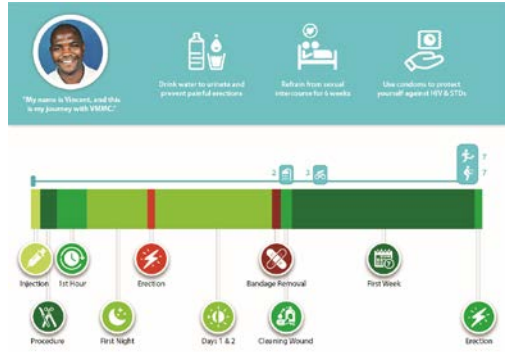 "My name is Vincent, and this
is my journey with VMMC."
Drink water to urinate and
prevent painful erections
Refrain from sexual
intercourse for 6 weeks
Use condoms to protect
yourself against HIV & STDs
2
3
7
7
Injection
1st Hour
Erection
Bandage Removal
First Week
Procedure
First Night
Days 1 & 2
Cleaning Wound
Erection